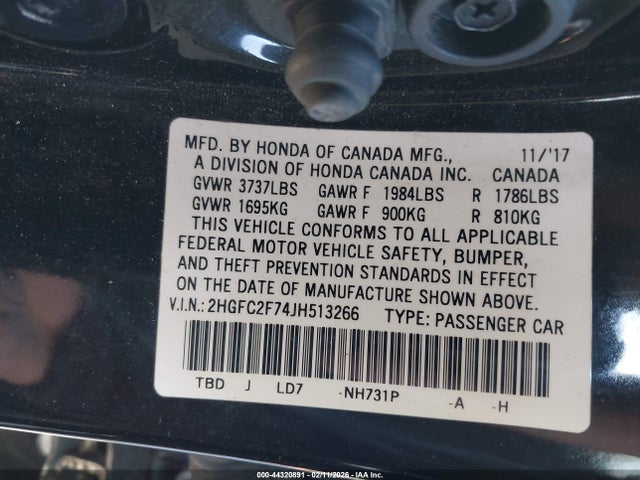 MFD. BY HONDA OF CANADA MFG., 11/'17
A DIVISION OF HONDA CANADA INC. CANADA
GVWR 3737LBS GAWR F 1984LBS R 1786LBS
GVWR 1695KG GAWR F 900KG R 810KG
THIS VEHICLE CONFORMS TO ALL APPLICABLE
FEDERAL MOTOR VEHICLE SAFETY, BUMPER,
AND THEFT PREVENTION STANDARDS IN EFFECT
ON THE DATE OF MANUFACTURE SHOWN ABOVE.
V.I.N.: 2HGFC2F74JH513266 TYPE: PASSENGER CAR
TBD J LD7 -NH731P -A -H
000-44320891 - 02/11/2026 - IAA Inc.